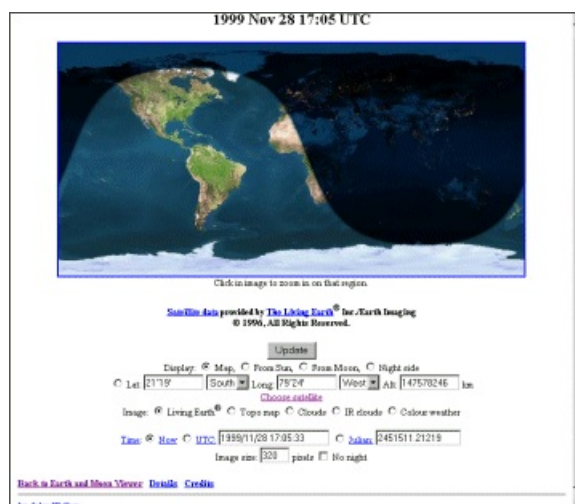 1999 Nov 28 17:05 UTC
Click in image to zoom in on that region.
Satellite data provided by The Living Earth® Inc./Earth Imaging
© 1996, All Rights Reserved.
Update
Display: Map, From Sun, From Moon, Night side
Lat: 21°19' South Long: 79°24' West Alt: 147578246 km
Choose satellite
Image: Living Earth® Topo map Clouds IR clouds Colour weather
Time: Now UTC: 1999/11/28 17:05:33 Julian: 2451511.21219
Image size: 320 pixels No night
Back to Earth and Moon Viewer Details Credits